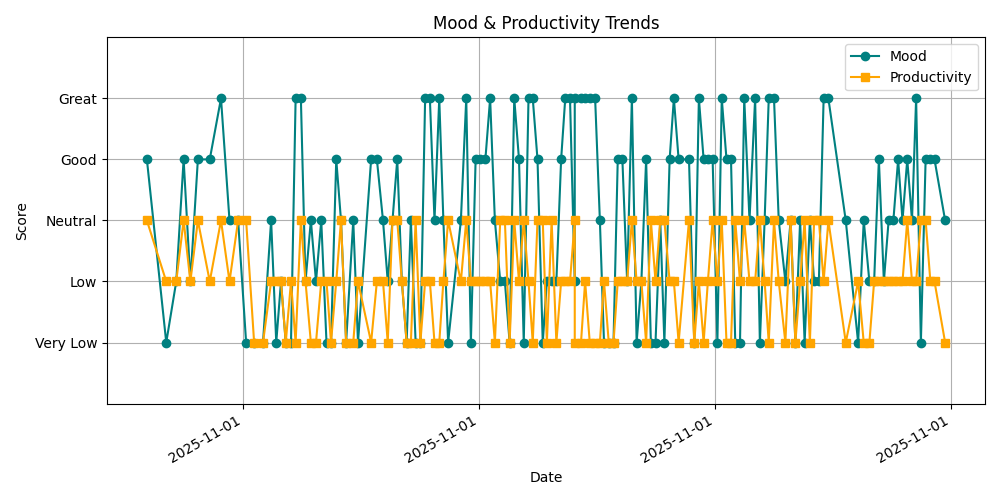 Mood & Productivity Trends
Mood
Productivity
Great
Good
Neutral
Low
Very Low
Score
2025-11-01
2025-11-01
2025-11-01
2025-11-01
Date